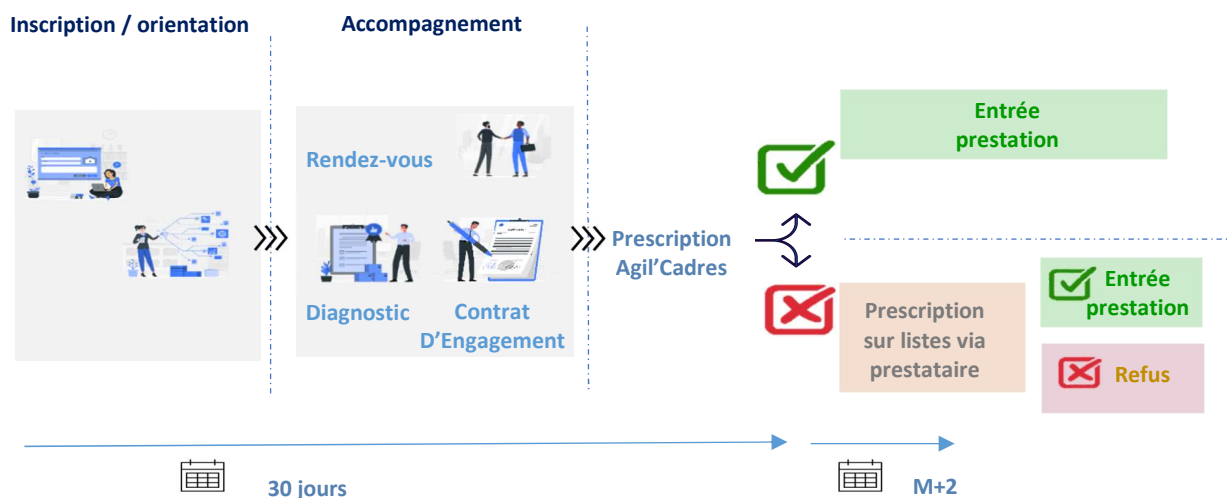 Inscription / orientation
Accompagnement
Rendez-vous
Diagnostic
Contrat
D’Engagement
Prescription
Agil’Cadres
Entrée
prestation
Prescription
sur listes via
prestataire
Entrée
prestation
Refus
30 jours
M+2